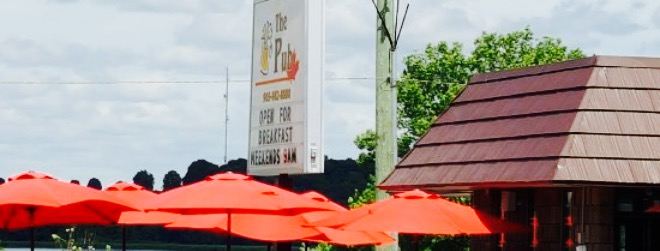 The
Pub
OPEN FOR
BREAKFAST
WEEKENDS 9AM